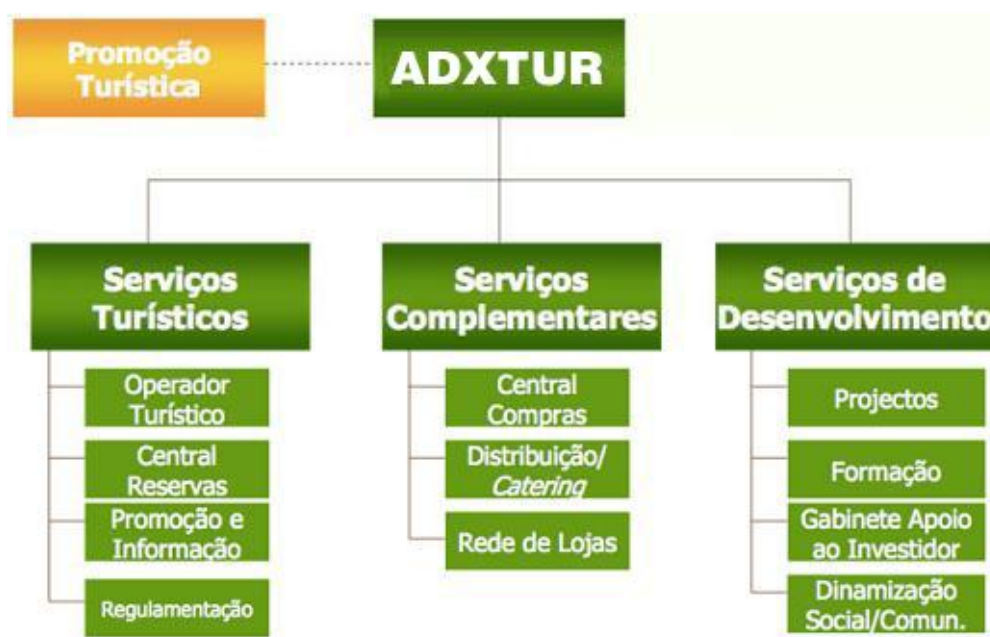 Promoção
Turística
ADXTUR
Serviços
Turísticos
Operador
Turístico
Central
Reservas
Promoção e
Informação
Regulamentação
Serviços
Complementares
Central
Compras
Distribuição/
Catering
Rede de Lojas
Serviços de
Desenvolvimento
Projectos
Formação
Gabinete Apoio
ao Investidor
Dinamização
Social/Comun.